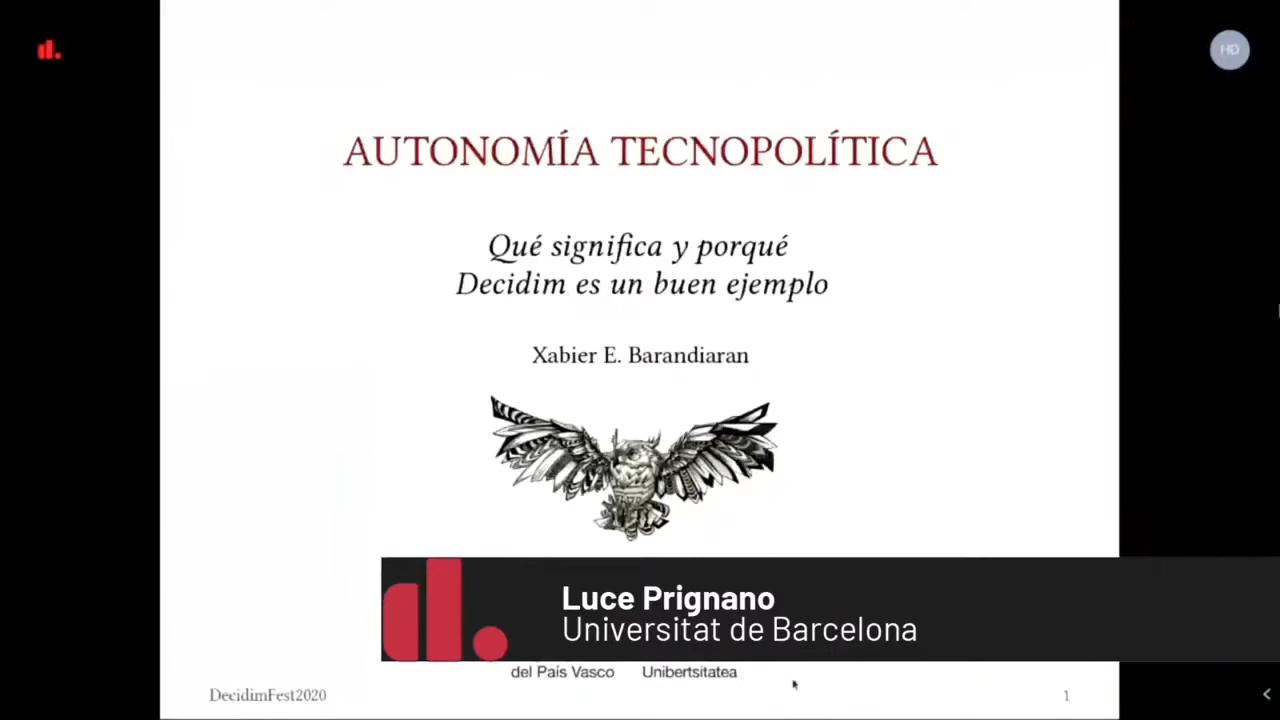 HD
AUTONOMÍA TECNOPOLÍTICA
Qué significa y porqué
Decidim es un buen ejemplo
Xabier E. Barandiaran
Luce Prignano
Universitat de Barcelona
del País Vasco Unibertsitatea
DecidimFest2020
1